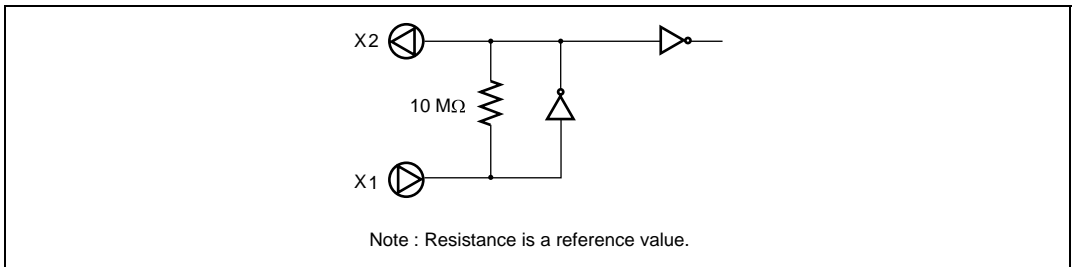 X2
10 MΩ
X1
Note : Resistance is a reference value.